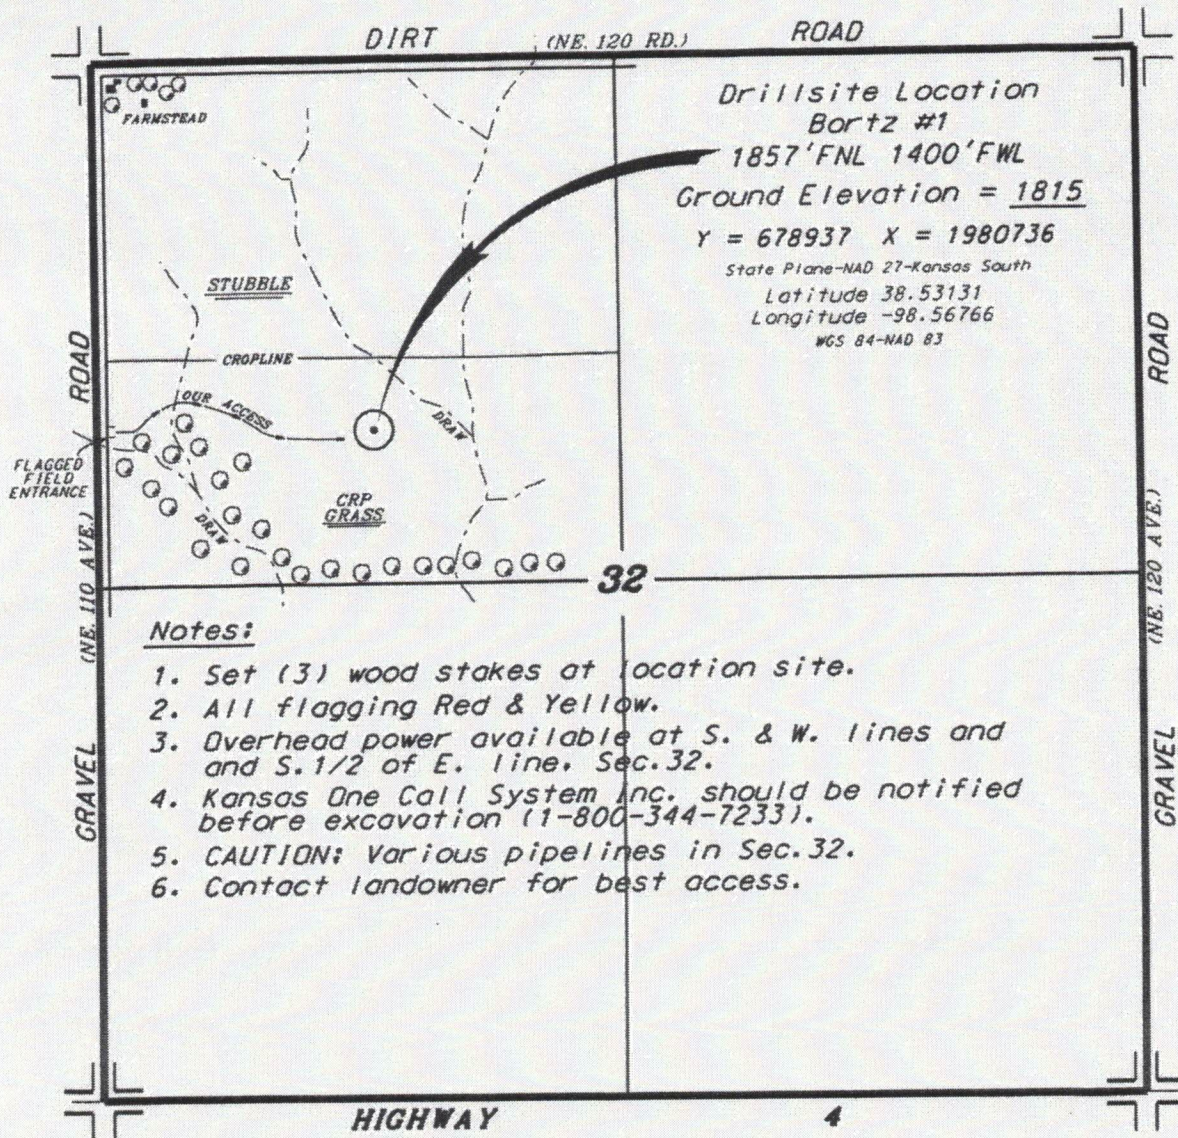 DIRT (NE. 120 RD.) ROAD
FARMSTEAD
Drillsite Location
Bortz #1
1857'FNL 1400'FWL
Ground Elevation = 1815
Y = 678937 X = 1980736
State Plane-NAD 27-Kansas South
Latitude 38.53131
Longitude -98.56766
WGS 84-NAD 83
STUBBLE
CROPLINE
OUR ACCESS
DRAW
FLAGGED
FIELD
ENTRANCE
CRP
GRASS
DRAW
32
GRAVEL (NE. 110 AVE.) ROAD
GRAVEL (NE. 120 AVE.) ROAD
Notes:
1. Set (3) wood stakes at location site.
2. All flagging Red & Yellow.
3. Overhead power available at S. & W. lines and
and S.1/2 of E. line. Sec.32.
4. Kansas One Call System Inc. should be notified
before excavation (1-800-344-7233).
5. CAUTION: Various pipelines in Sec.32.
6. Contact landowner for best access.
HIGHWAY 4